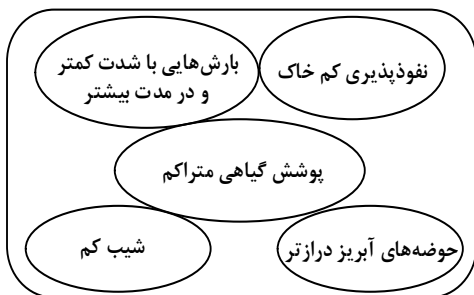 نفوذپذیری کم خاک
بارش‌هایی با شدت کمتر
و در مدت بیشتر
پوشش گیاهی متراکم
حوضه‌های آبریز درازتر
شیب کم